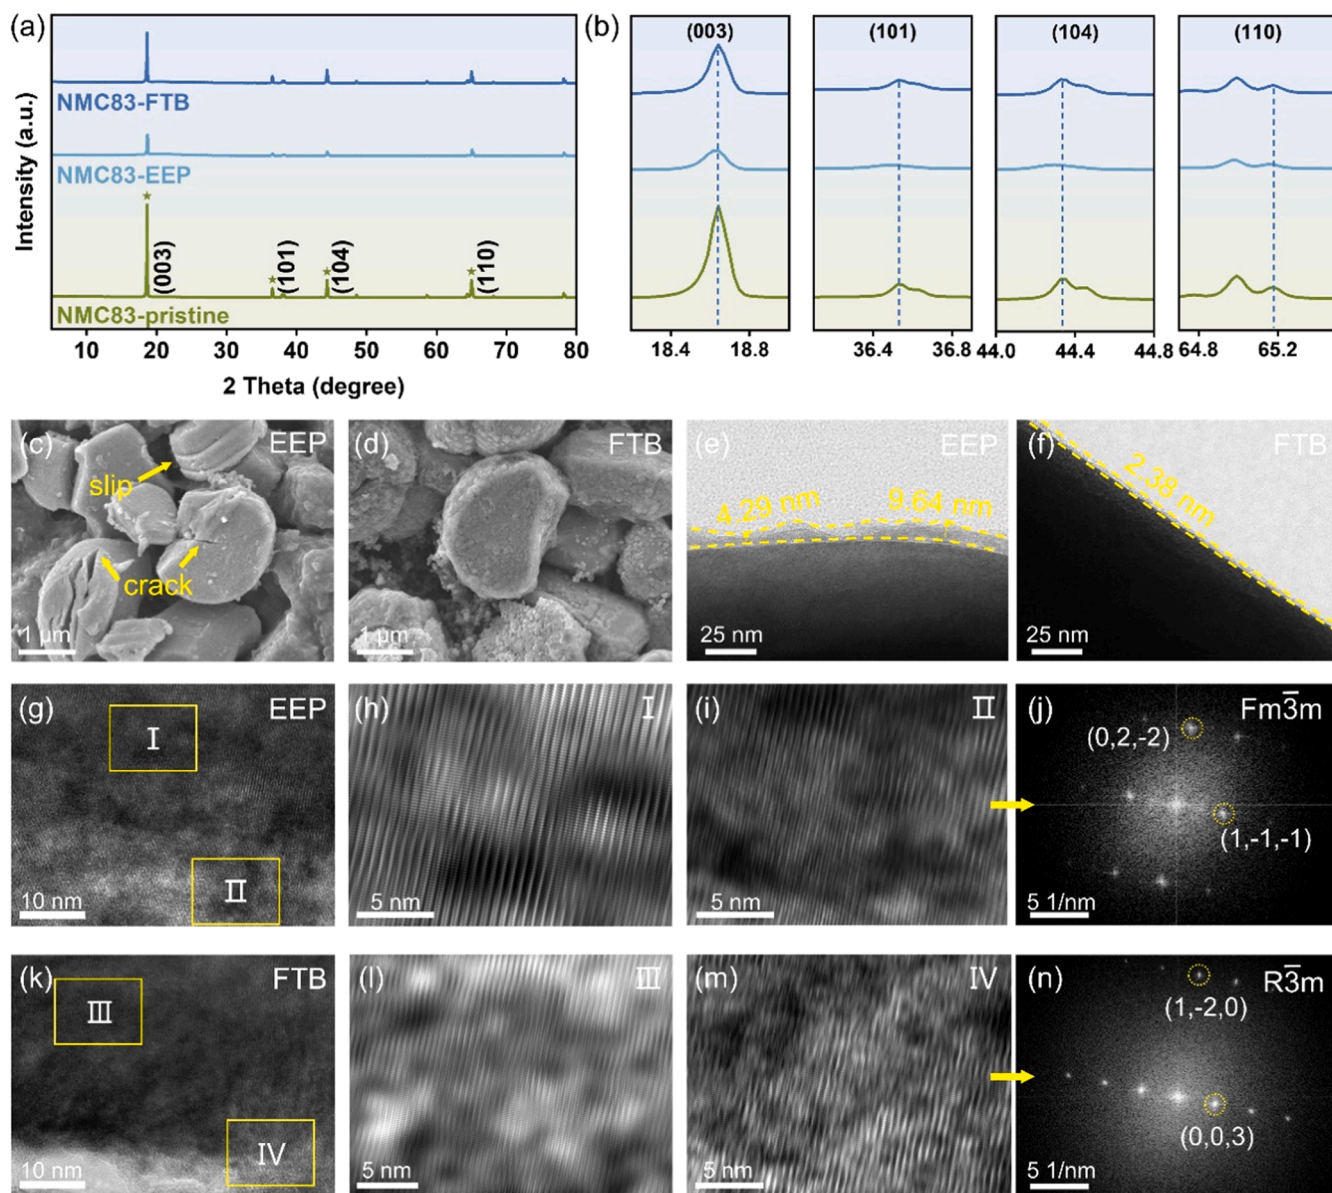 (a)
Intensity (a.u.)
NMC83-FTB
NMC83-EEP
★
(003)
★
(101)
★
(104)
★
(110)
NMC83-pristine
10 20 30 40 50 60 70 80
2 Theta (degree)
(b)
(003)
(101)
(104)
(110)
18.4 18.8
36.4 36.8
44.0 44.4 44.8
64.8 65.2
(c) EEP
slip
crack
1 μm
(d) FTB
1 μm
(e) EEP
4.29 nm 9.64 nm
25 nm
(f) FTB
2.38 nm
25 nm
(g) EEP
I
II
10 nm
(h) I
5 nm
(i) II
5 nm
(j) Fm3̅m
(0,2,-2)
(1,-1,-1)
5 1/nm
(k) FTB
III
IV
10 nm
(l) III
5 nm
(m) IV
5 nm
(n) R3̅m
(1,-2,0)
(0,0,3)
5 1/nm